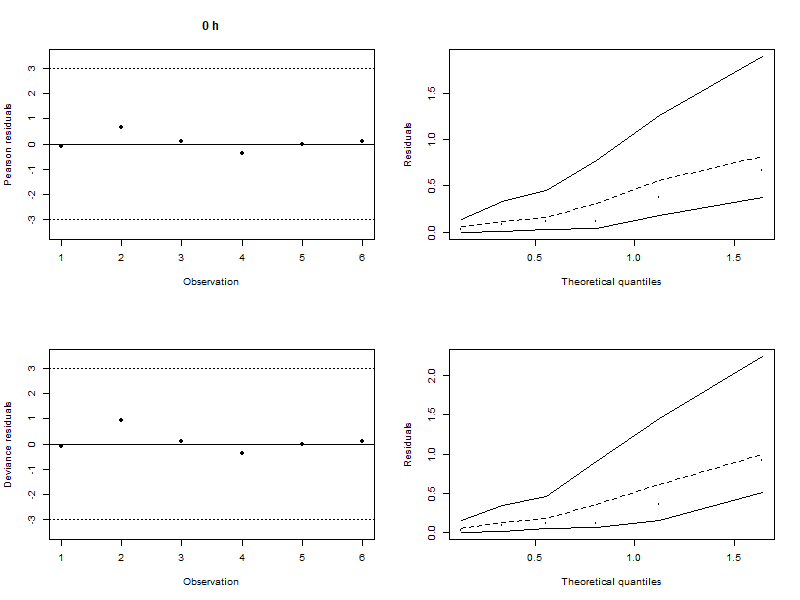 0 h
Pearson residuals
3
2
1
0
-1
-2
-3
1 2 3 4 5 6
Observation
Residuals
1.5
1.0
0.5
0.0
0.5 1.0 1.5
Theoretical quantiles
Deviance residuals
3
2
1
0
-1
-2
-3
1 2 3 4 5 6
Observation
Residuals
2.0
1.5
1.0
0.5
0.0
0.5 1.0 1.5
Theoretical quantiles